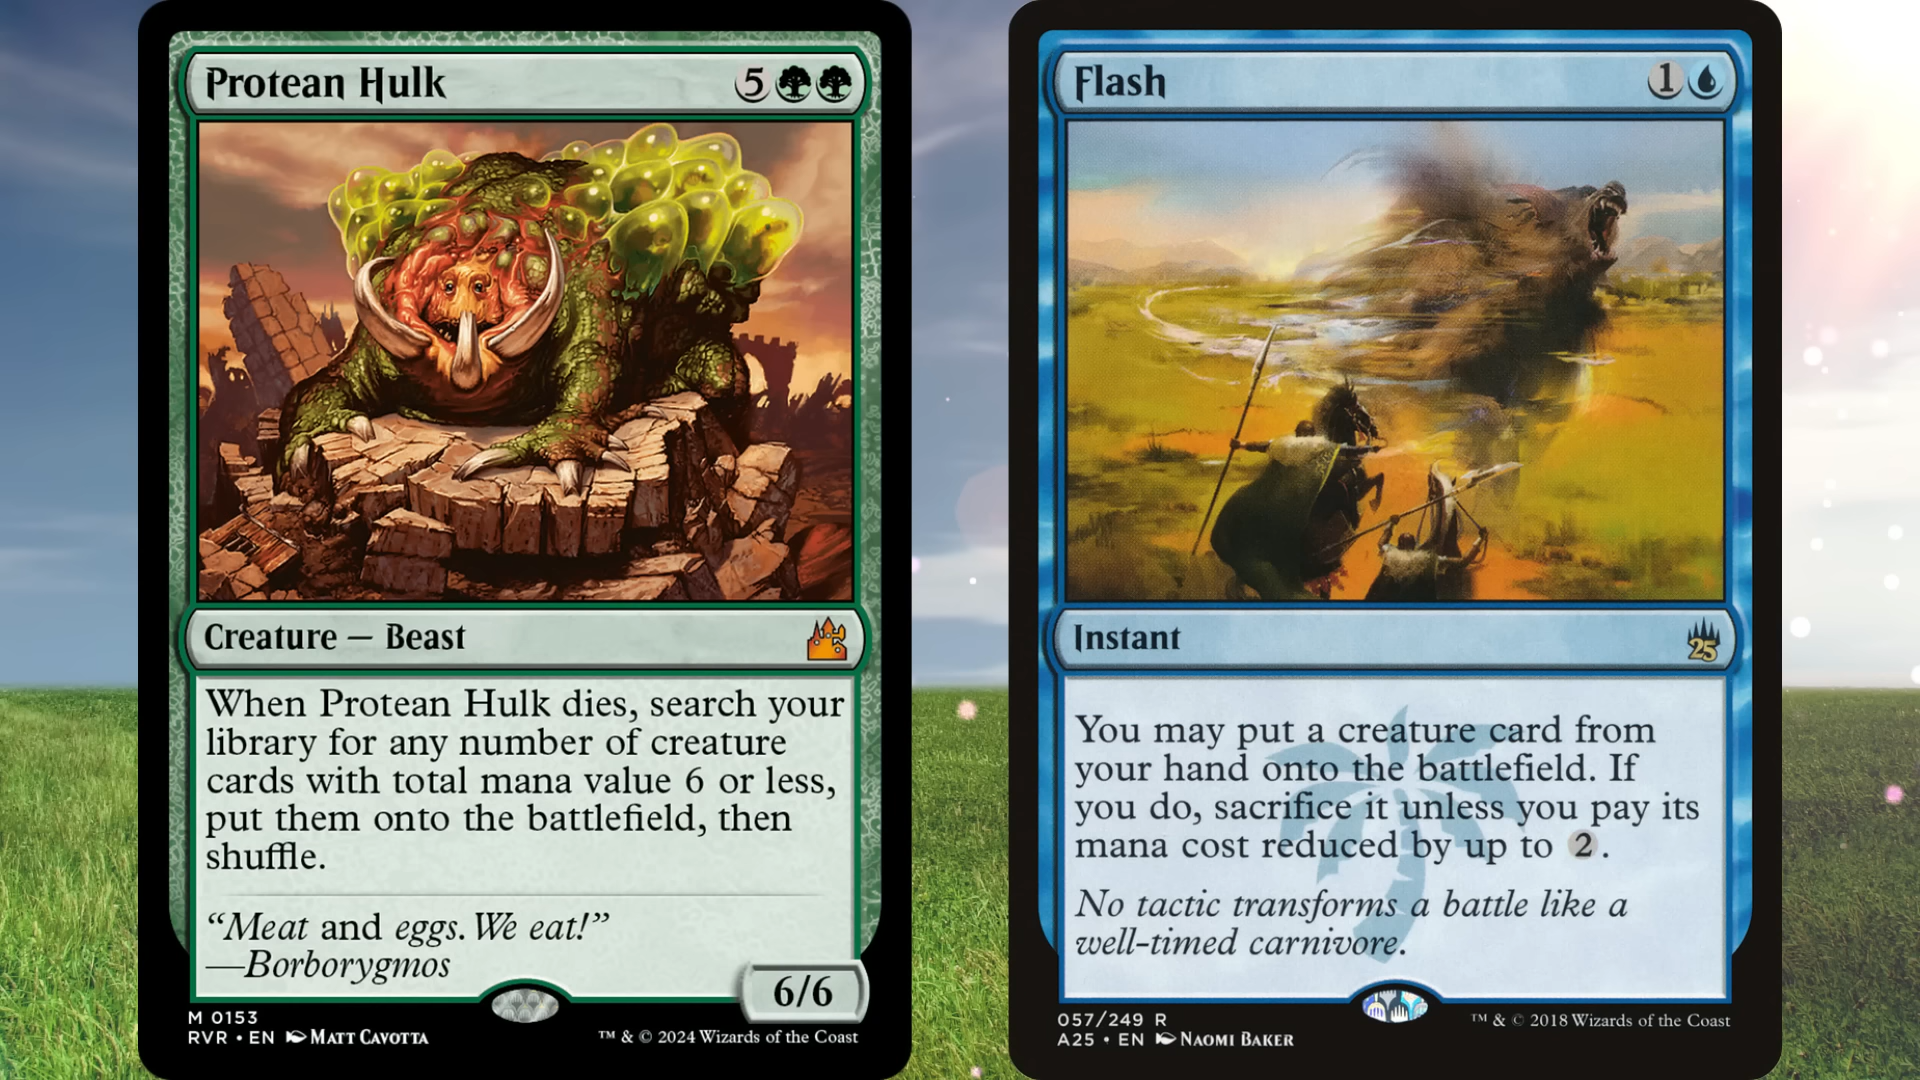 Protean Hulk
5
Creature — Beast
When Protean Hulk dies, search your
library for any number of creature
cards with total mana value 6 or less,
put them onto the battlefield, then
shuffle.
“Meat and eggs. We eat!”
—Borborygmos
6/6
M 0153
RVR • EN MATT CAVOTTA
™ & © 2024 Wizards of the Coast
Flash
1
Instant
25
You may put a creature card from
your hand onto the battlefield. If
you do, sacrifice it unless you pay its
mana cost reduced by up to 2.
No tactic transforms a battle like a
well-timed carnivore.
057/249 R
A25 • EN NAOMI BAKER
™ & © 2018 Wizards of the Coast